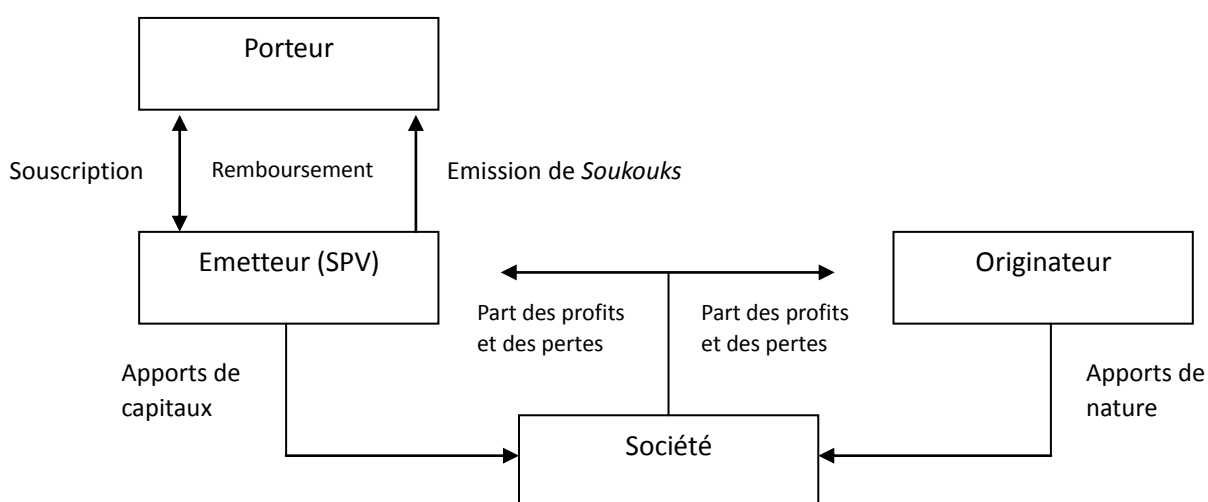 Porteur
Souscription
Remboursement
Emission de Soukouks
Emetteur (SPV)
Originateur
Part des profits
et des pertes
Part des profits
et des pertes
Apports de
capitaux
Apports de
nature
Société